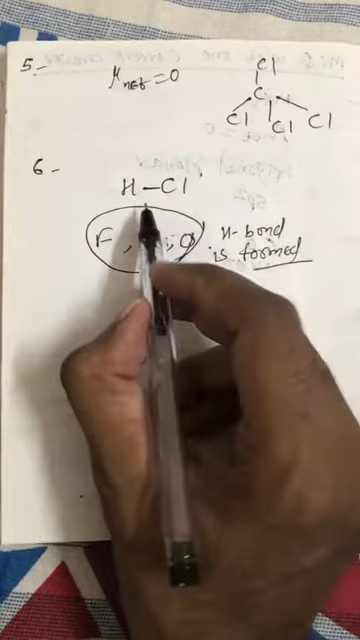 5.-
μnet=0
Cl
C
Cl Cl Cl
6-
H-Cl
F, ; O H-bond
is formed